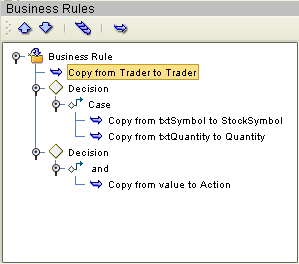 Business Rules
Business Rule
Copy from Trader to Trader
Decision
Case
Copy from txtSymbol to StockSymbol
Copy from txtQuantity to Quantity
Decision
and
Copy from value to Action